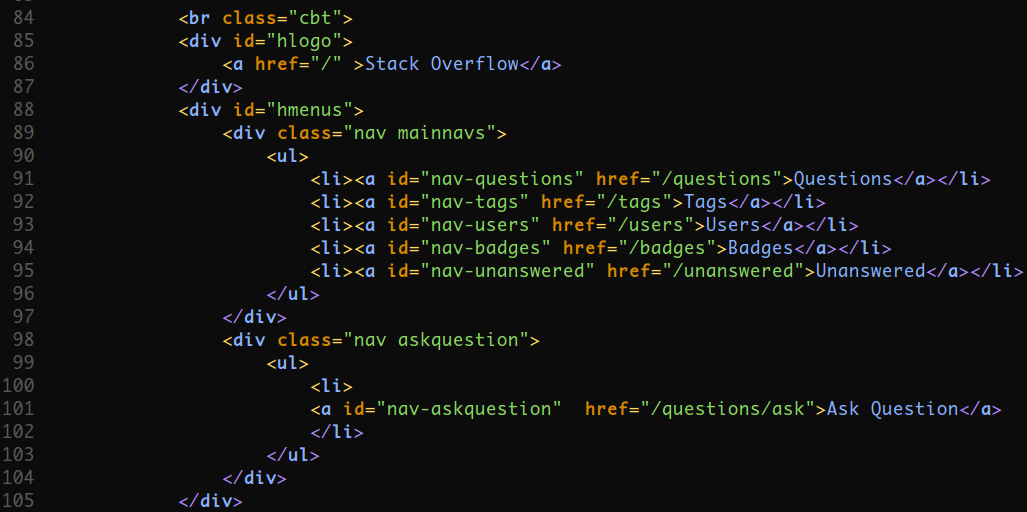 84 <br class="cbt">
85 <div id="hlogo">
86 <a href="/" >Stack Overflow</a>
87 </div>
88 <div id="hmenus">
89 <div class="nav mainnavs">
90 <ul>
91 <li><a id="nav-questions" href="/questions">Questions</a></li>
92 <li><a id="nav-tags" href="/tags">Tags</a></li>
93 <li><a id="nav-users" href="/users">Users</a></li>
94 <li><a id="nav-badges" href="/badges">Badges</a></li>
95 <li><a id="nav-unanswered" href="/unanswered">Unanswered</a></li>
96 </ul>
97 </div>
98 <div class="nav askquestion">
99 <ul>
100 <li>
101 <a id="nav-askquestion"  href="/questions/ask">Ask Question</a>
102 </li>
103 </ul>
104 </div>
105 </div>